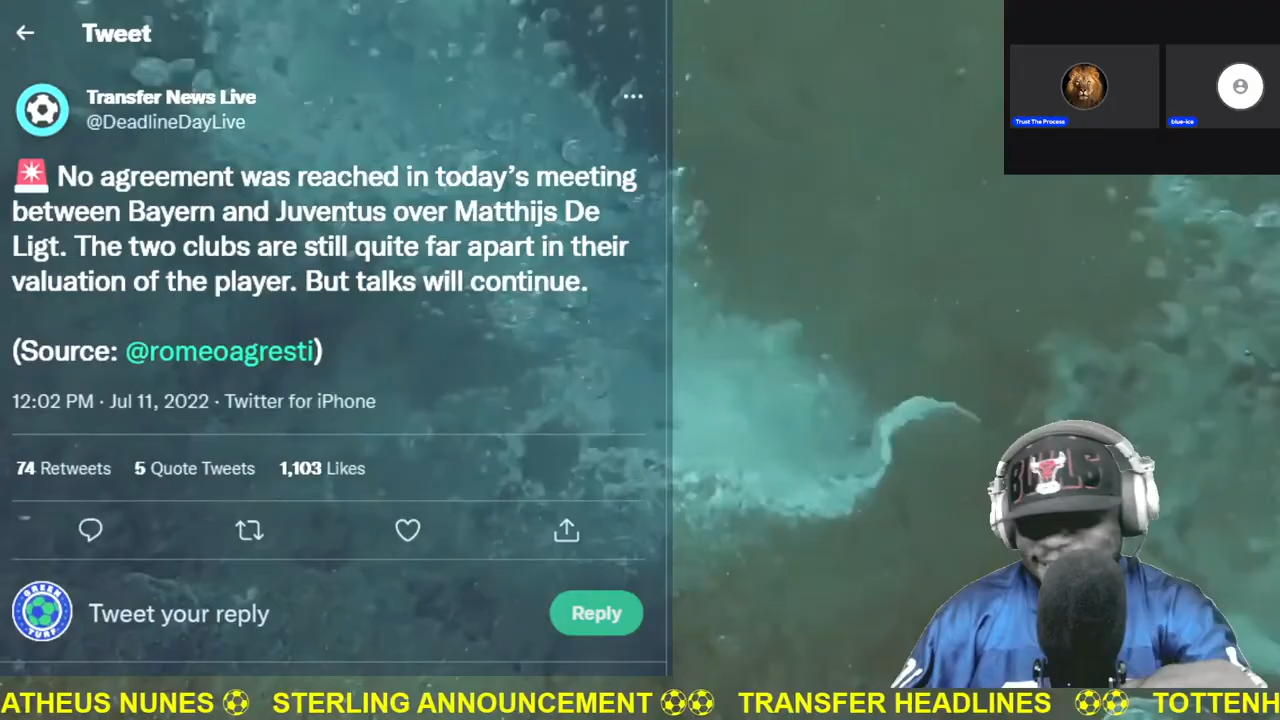 Tweet
Transfer News Live
@DeadlineDayLive
No agreement was reached in today’s meeting
between Bayern and Juventus over Matthijs De
Ligt. The two clubs are still quite far apart in their
valuation of the player. But talks will continue.
(Source: @romeoagresti)
12:02 PM · Jul 11, 2022 · Twitter for iPhone
74 Retweets 5 Quote Tweets 1,103 Likes
GREEN
TURF
Tweet your reply
Reply
Trust The Process
blue-ice
BULLS
ATHEUS NUNES STERLING ANNOUNCEMENT TRANSFER HEADLINES TOTTENH